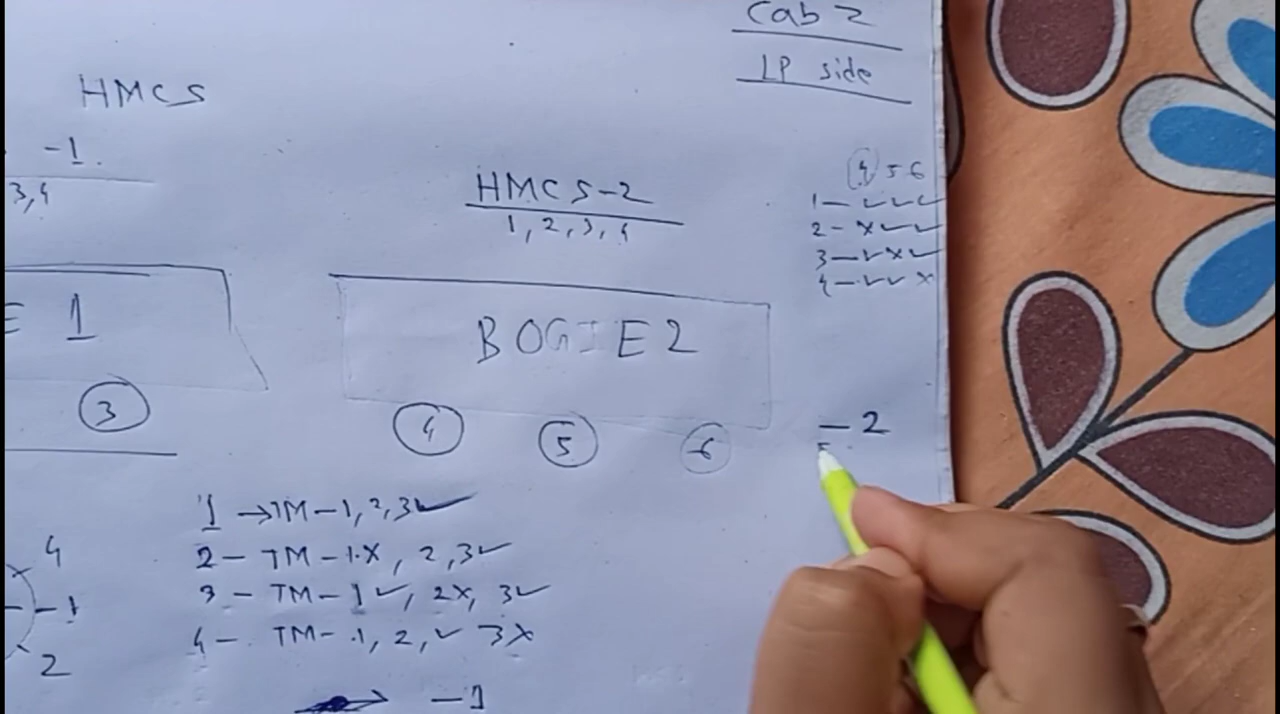 Cab 2
LP side
HMCS
-1.
3,4
HMCS-2
1,2,3,4
4 5 6
1- ✓✓✓
2- ×✓✓
3-✓×✓
4-✓✓×
E 1
BOGIE 2
3
4
5
6
-2
1 →TM-1,2,3✓
2- TM-1×, 2,3✓
3- TM-1✓, 2×, 3✓
4- TM-1,2,✓ 3×
4
-1
2
→ -1